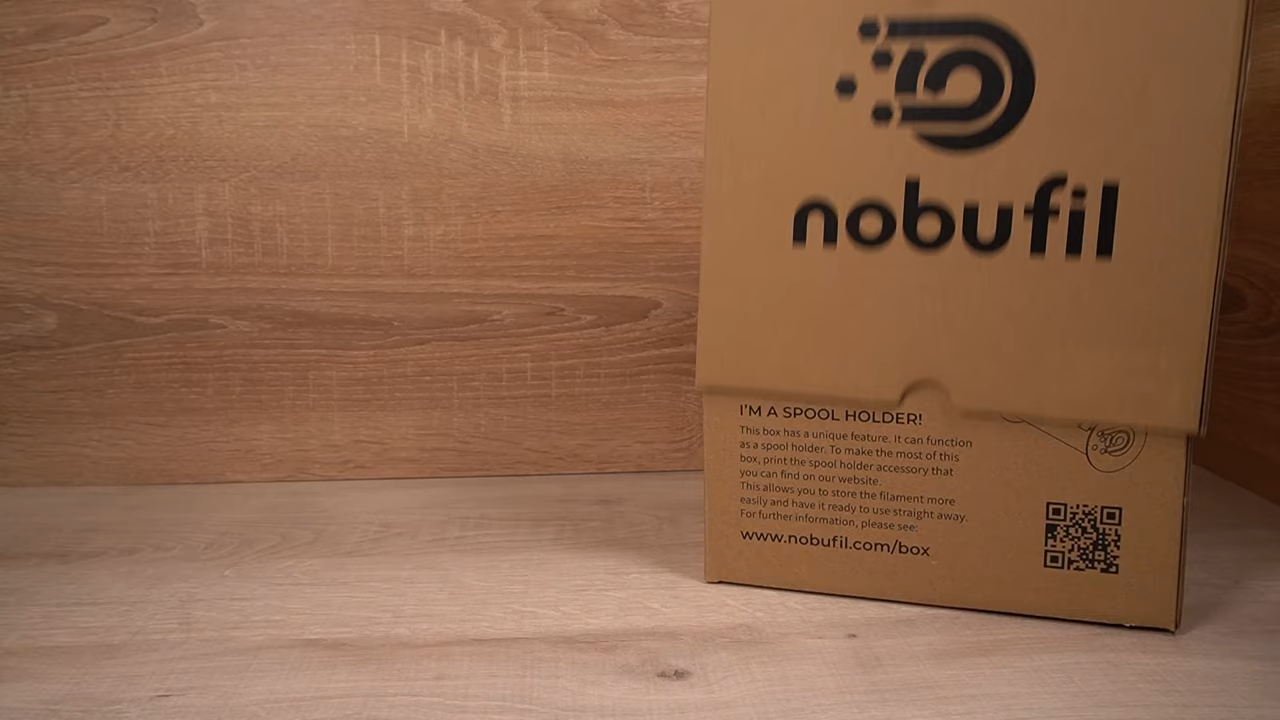 nobufil
I'M A SPOOL HOLDER!
This box has a unique feature. It can function
as a spool holder. To make the most of this
box, print the spool holder accessory that
you can find on our website.
This allows you to store the filament more
easily and have it ready to use straight away.
For further information, please see:
www.nobufil.com/box